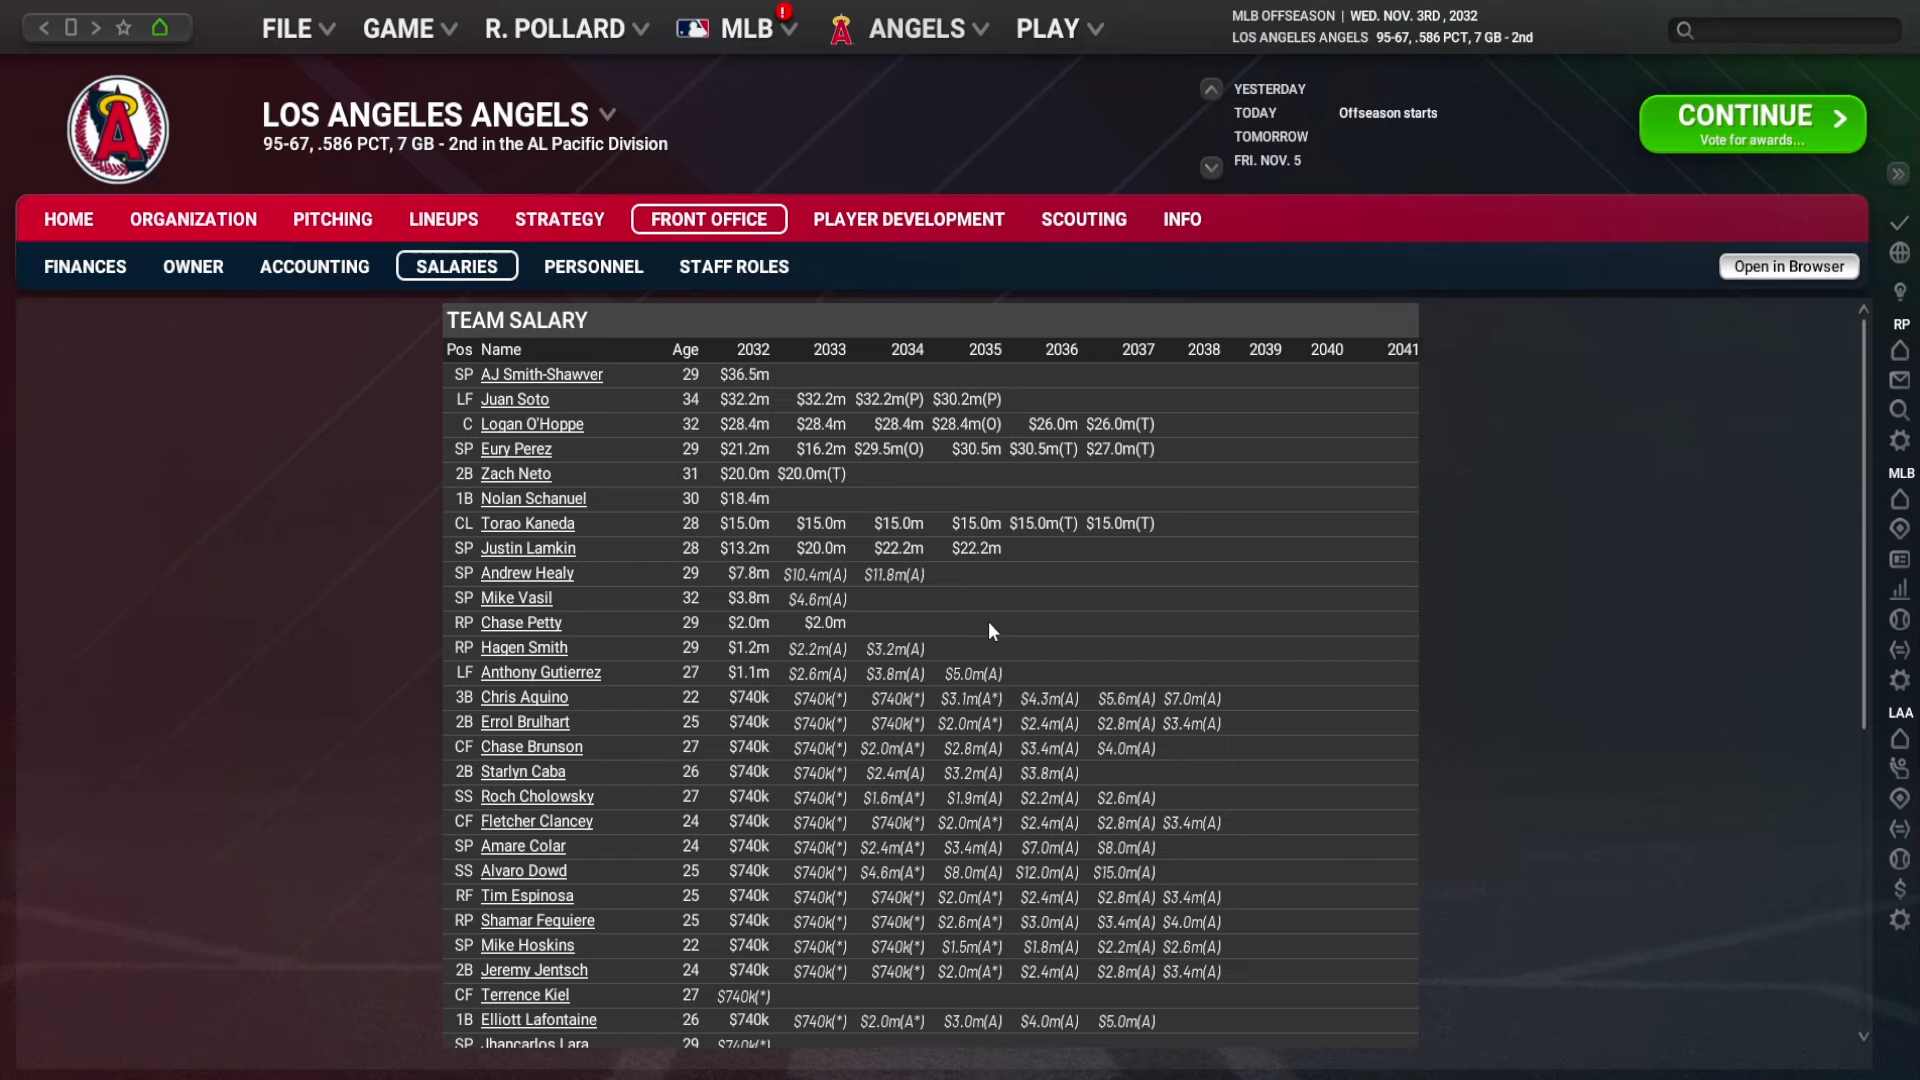 FILE GAME R. POLLARD MLB ! ANGELS PLAY
MLB OFFSEASON | WED. NOV. 3RD , 2032
LOS ANGELES ANGELS 95-67, .586 PCT, 7 GB - 2nd
LOS ANGELES ANGELS
95-67, .586 PCT, 7 GB - 2nd in the AL Pacific Division
YESTERDAY
TODAY Offseason starts
TOMORROW
FRI. NOV. 5
CONTINUE
Vote for awards...
HOME ORGANIZATION PITCHING LINEUPS STRATEGY FRONT OFFICE PLAYER DEVELOPMENT SCOUTING INFO
FINANCES OWNER ACCOUNTING SALARIES PERSONNEL STAFF ROLES Open in Browser
TEAM SALARY
Pos Name Age 2032 2033 2034 2035 2036 2037 2038 2039 2040 2041
SP AJ Smith-Shawver 29 $36.5m
LF Juan Soto 34 $32.2m $32.2m $32.2m(P) $30.2m(P)
C Logan O'Hoppe 32 $28.4m $28.4m $28.4m $28.4m(O) $26.0m $26.0m(T)
SP Eury Perez 29 $21.2m $16.2m $29.5m(O) $30.5m $30.5m(T) $27.0m(T)
2B Zach Neto 31 $20.0m $20.0m(T)
1B Nolan Schanuel 30 $18.4m
CL Torao Kaneda 28 $15.0m $15.0m $15.0m $15.0m $15.0m(T) $15.0m(T)
SP Justin Lamkin 28 $13.2m $20.0m $22.2m $22.2m
SP Andrew Healy 29 $7.8m $10.4m(A) $11.8m(A)
SP Mike Vasil 32 $3.8m $4.6m(A)
RP Chase Petty 29 $2.0m $2.0m
RP Hagen Smith 29 $1.2m $2.2m(A) $3.2m(A)
LF Anthony Gutierrez 27 $1.1m $2.6m(A) $3.8m(A) $5.0m(A)
3B Chris Aquino 22 $740k $740k(*) $740k(*) $3.1m(A*) $4.3m(A) $5.6m(A) $7.0m(A)
2B Errol Brulhart 25 $740k $740k(*) $740k(*) $2.0m(A*) $2.4m(A) $2.8m(A) $3.4m(A)
CF Chase Brunson 27 $740k $740k(*) $2.0m(A*) $2.8m(A) $3.4m(A) $4.0m(A)
2B Starlyn Caba 26 $740k $740k(*) $2.4m(A) $3.2m(A) $3.8m(A)
SS Roch Cholowsky 27 $740k $740k(*) $1.6m(A*) $1.9m(A) $2.2m(A) $2.6m(A)
CF Fletcher Clancey 24 $740k $740k(*) $740k(*) $2.0m(A*) $2.4m(A) $2.8m(A) $3.4m(A)
SP Amare Colar 24 $740k $740k(*) $2.4m(A*) $3.4m(A) $7.0m(A) $8.0m(A)
SS Alvaro Dowd 25 $740k $740k(*) $4.6m(A*) $8.0m(A) $12.0m(A) $15.0m(A)
RF Tim Espinosa 25 $740k $740k(*) $740k(*) $2.0m(A*) $2.4m(A) $2.8m(A) $3.4m(A)
RP Shamar Fequiere 25 $740k $740k(*) $740k(*) $2.6m(A*) $3.0m(A) $3.4m(A) $4.0m(A)
SP Mike Hoskins 22 $740k $740k(*) $740k(*) $1.5m(A*) $1.8m(A) $2.2m(A) $2.6m(A)
2B Jeremy Jentsch 24 $740k $740k(*) $740k(*) $2.0m(A*) $2.4m(A) $2.8m(A) $3.4m(A)
CF Terrence Kiel 27 $740k(*)
1B Elliott Lafontaine 26 $740k $740k(*) $2.0m(A*) $3.0m(A) $4.0m(A) $5.0m(A)
SP Jhancarlos Lara 29 $740k(*)
RP
MLB
LAA